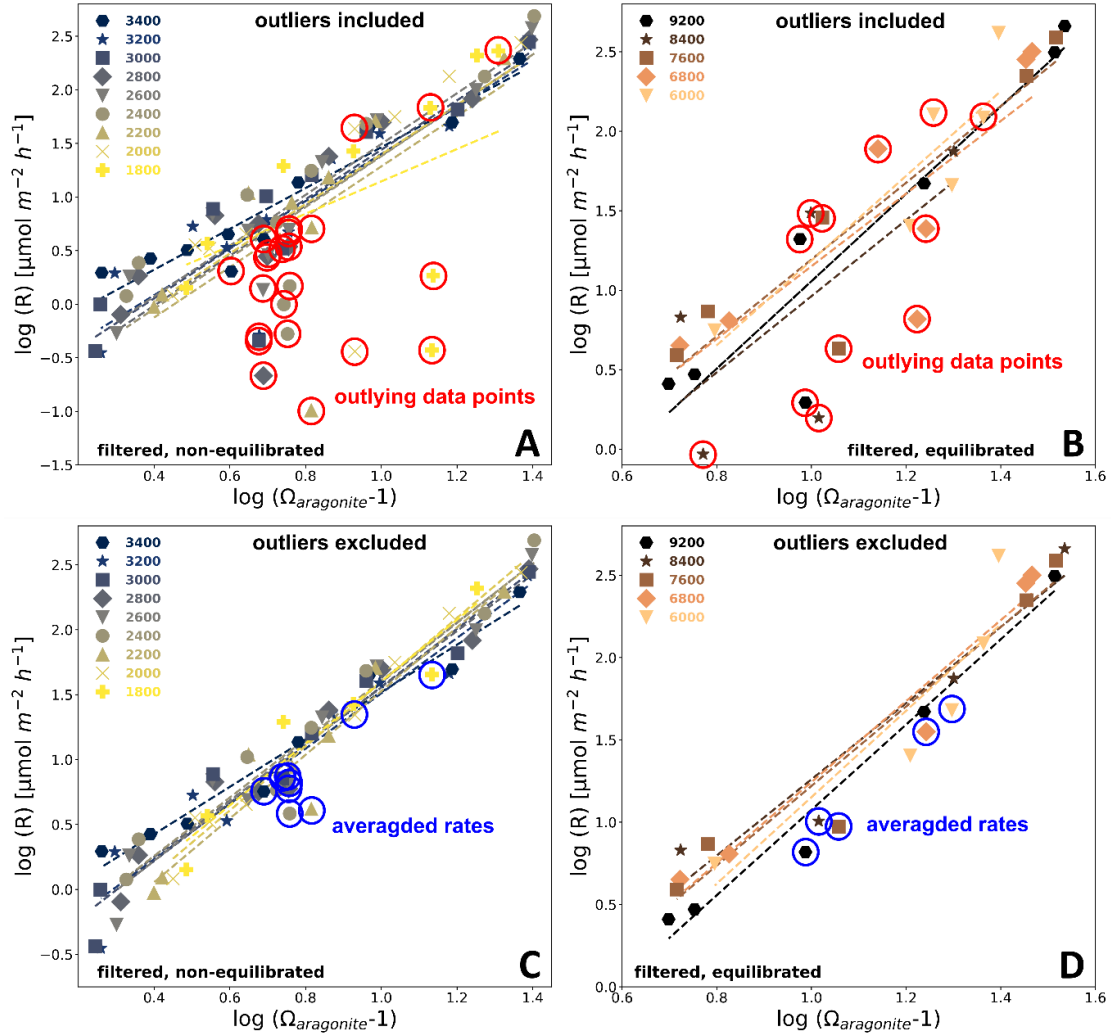 outliers included
3400
3200
3000
2800
2600
2400
2200
2000
1800
outlying data points
filtered, non-equilibrated
A
log (R) [μmol m⁻² h⁻¹]
2.5
2.0
1.5
1.0
0.5
0.0
−0.5
−1.0
−1.5
0.4 0.6 0.8 1.0 1.2 1.4
log (Ωaragonite-1)
outliers included
9200
8400
7600
6800
6000
outlying data points
filtered, equilibrated
B
log (R) [μmol m⁻² h⁻¹]
2.5
2.0
1.5
1.0
0.5
0.0
0.6 0.8 1.0 1.2 1.4 1.6
log (Ωaragonite-1)
outliers excluded
3400
3200
3000
2800
2600
2400
2200
2000
1800
averagded rates
filtered, non-equilibrated
C
log (R) [μmol m⁻² h⁻¹]
2.5
2.0
1.5
1.0
0.5
0.0
−0.5
0.4 0.6 0.8 1.0 1.2 1.4
log (Ωaragonite-1)
outliers excluded
9200
8400
7600
6800
6000
averagded rates
filtered, equilibrated
D
log (R) [μmol m⁻² h⁻¹]
2.5
2.0
1.5
1.0
0.5
0.0
0.6 0.8 1.0 1.2 1.4 1.6
log (Ωaragonite-1)